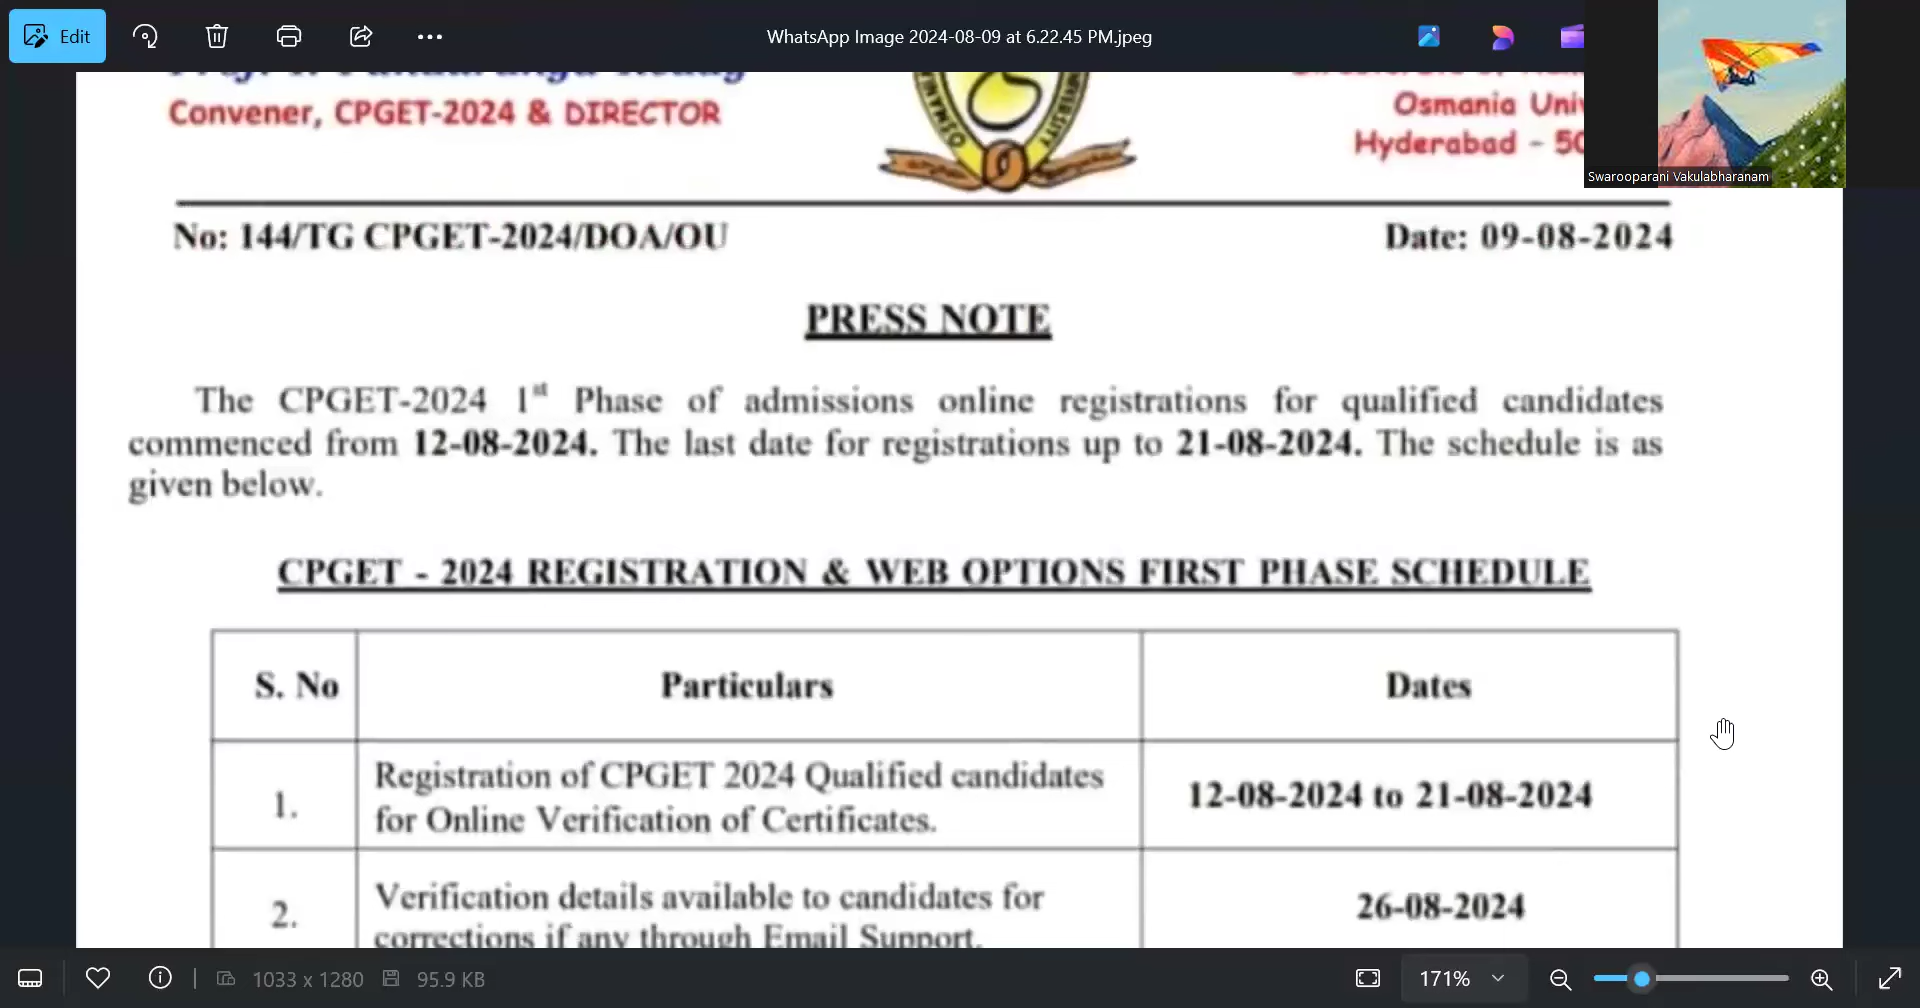 Edit
WhatsApp Image 2024-08-09 at 6.22.45 PM.jpeg
Swarooparani Vakulabharanam
Convener, CPGET-2024 & DIRECTOR
Osmania
Hyderabad -
No: 144/TG CPGET-2024/DOA/OU
Date: 09-08-2024
PRESS NOTE
The CPGET-2024 1st Phase of admissions online registrations for qualified candidates
commenced from 12-08-2024. The last date for registrations up to 21-08-2024. The schedule is as
given below.
CPGET - 2024 REGISTRATION & WEB OPTIONS FIRST PHASE SCHEDULE
S. No Particulars Dates
1. Registration of CPGET 2024 Qualified candidates
for Online Verification of Certificates.
12-08-2024 to 21-08-2024
2. Verification details available to candidates for
corrections if any through Email Support.
26-08-2024
1033 x 1280 95.9 KB 171%